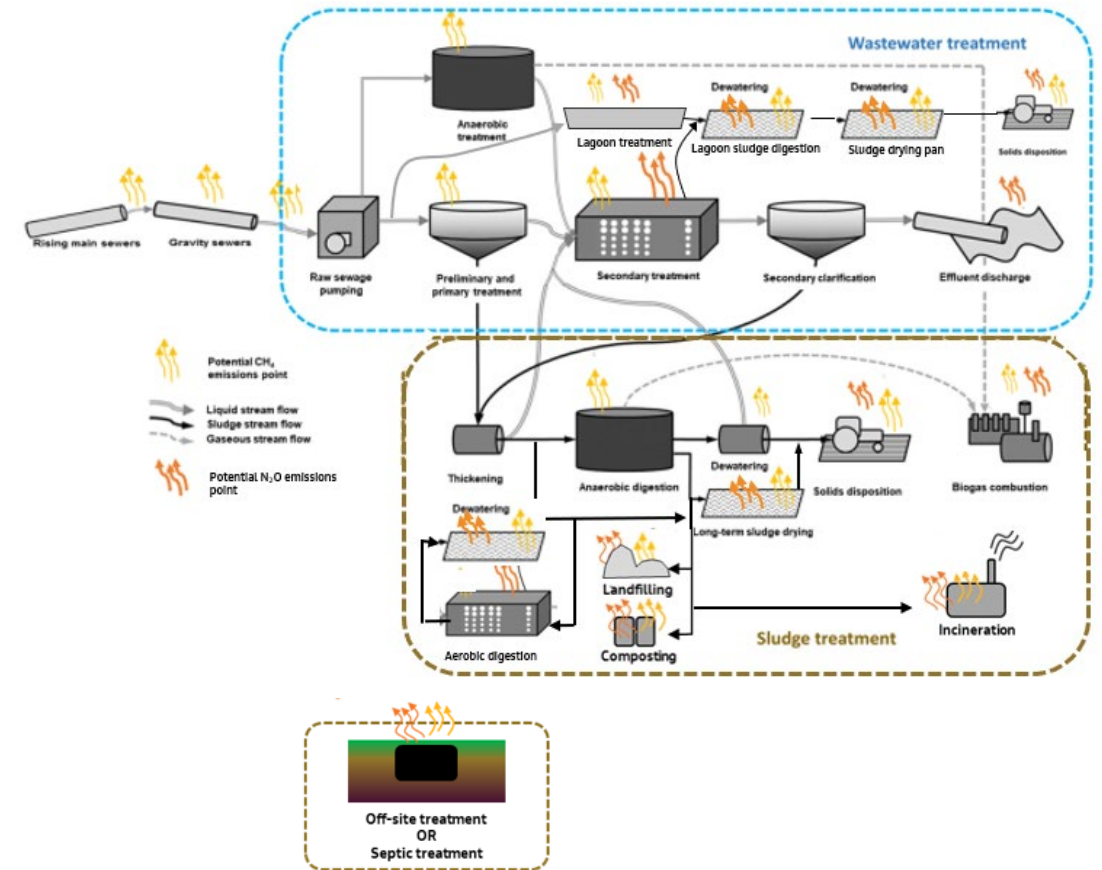 Wastewater treatment
Dewatering
Dewatering
Anaerobic
treatment
Lagoon treatment
Lagoon sludge digestion
Sludge drying pan
Solids disposition
Rising main sewers
Gravity sewers
Raw sewage
pumping
Preliminary and
primary treatment
Secondary treatment
Secondary clarification
Effluent discharge
Potential CH₄
emissions point
Liquid stream flow
Sludge stream flow
Gaseous stream flow
Potential N₂O emissions
point
Thickening
Anaerobic digestion
Dewatering
Solids disposition
Biogas combustion
Dewatering
Long-term sludge drying
Landfilling
Aerobic digestion
Composting
Incineration
Sludge treatment
Off-site treatment
OR
Septic treatment